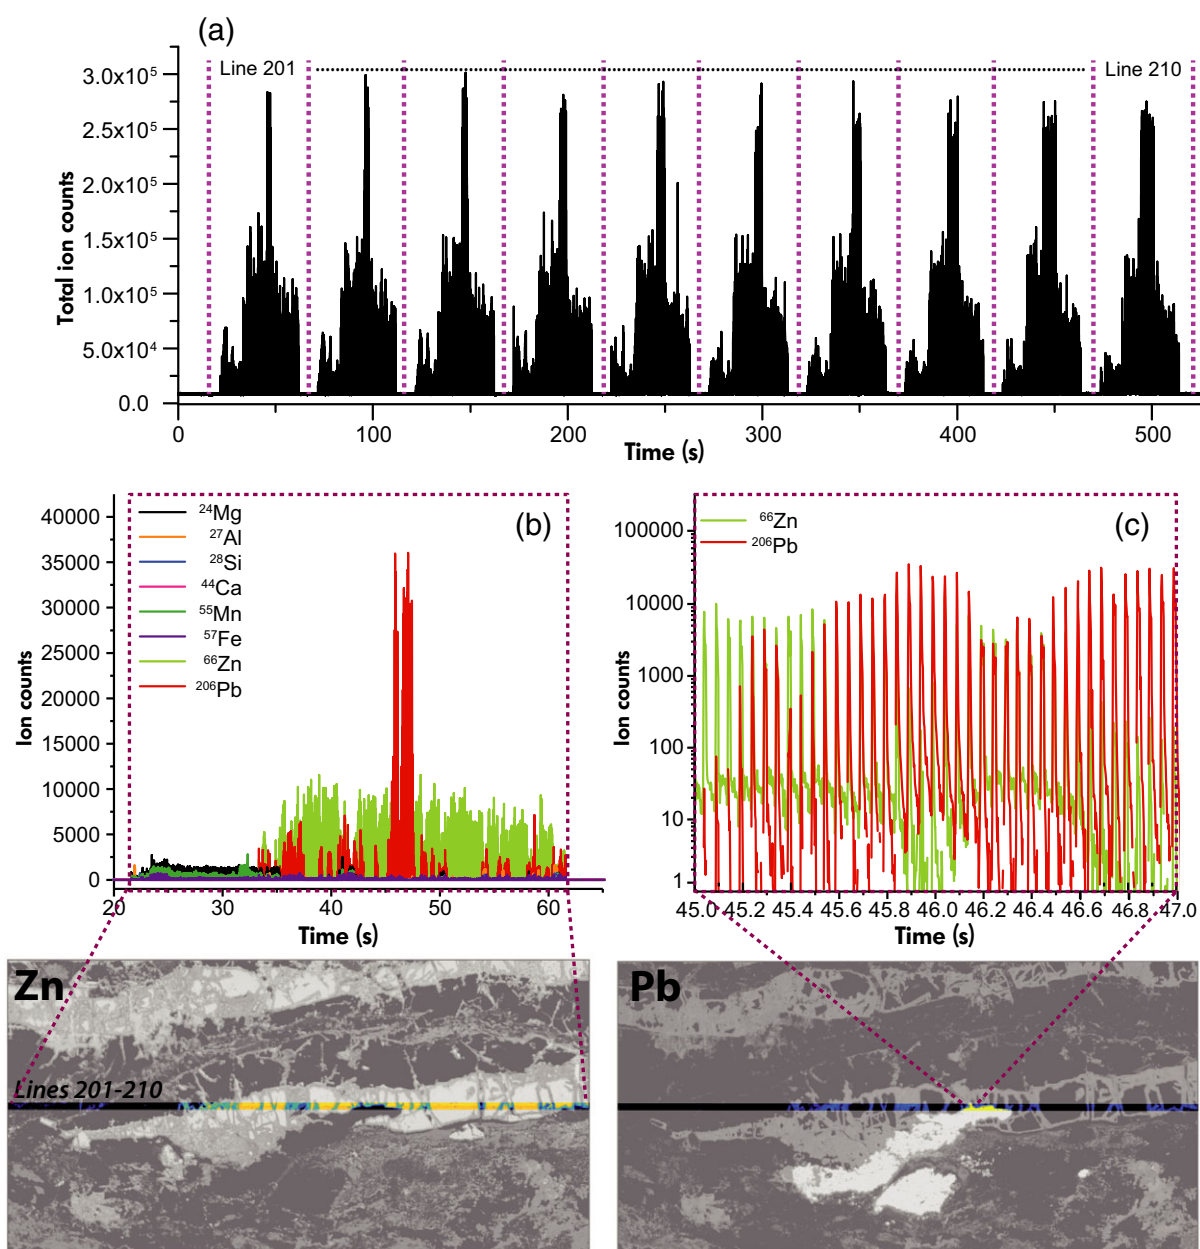 (a)
Line 201
Line 210
3.0x10⁵
2.5x10⁵
2.0x10⁵
1.5x10⁵
1.0x10⁵
5.0x10⁴
0.0
Total ion counts
0 100 200 300 400 500
Time (s)
(b)
²⁴Mg
²⁷Al
²⁸Si
⁴⁴Ca
⁵⁵Mn
⁵⁷Fe
⁶⁶Zn
²⁰⁶Pb
40000
35000
30000
25000
20000
15000
10000
5000
0
Ion counts
20 30 40 50 60
Time (s)
(c)
⁶⁶Zn
²⁰⁶Pb
100000
10000
1000
100
10
1
Ion counts
45.0 45.2 45.4 45.6 45.8 46.0 46.2 46.4 46.6 46.8 47.0
Time (s)
Zn
Lines 201-210
Pb